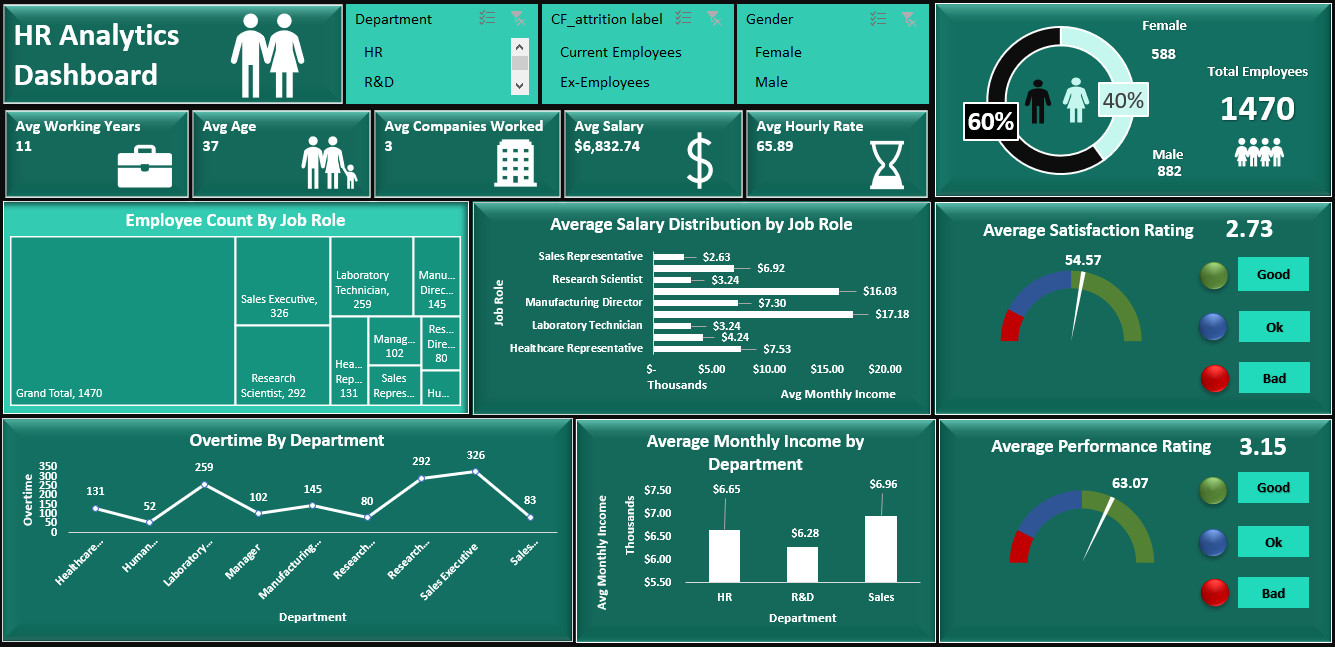 HR Analytics
Dashboard
Department
HR
R&D
CF_attrition label
Current Employees
Ex-Employees
Gender
Female
Male
Female
588
60%
40%
Total Employees
1470
Male
882
Avg Working Years
11
Avg Age
37
Avg Companies Worked
3
Avg Salary
$6,832.74
Avg Hourly Rate
65.89
Employee Count By Job Role
Grand Total, 1470
Sales Executive,
326
Research
Scientist, 292
Laboratory
Technician,
259
Manu...
Direc...
145
Hea...
Rep...
131
Manag...
102
Res...
Dire...
80
Sales
Repres...
Hu...
Average Salary Distribution by Job Role
Job Role
Sales Representative
$2.63
$6.92
Research Scientist
$3.24
$16.03
Manufacturing Director
$7.30
$17.18
Laboratory Technician
$3.24
$4.24
Healthcare Representative
$7.53
$- $5.00 $10.00 $15.00 $20.00
Thousands
Avg Monthly Income
Average Satisfaction Rating 2.73
54.57
Good
Ok
Bad
Overtime By Department
Overtime
350
300
250
200
150
100
50
0
131
52
259
102
145
80
292
326
83
Healthcare...
Human...
Laboratory...
Manager
Manufacturing...
Research...
Research...
Sales Executive
Sales...
Department
Average Monthly Income by
Department
Avg Monthly Income
Thousands
$7.50
$7.00
$6.50
$6.00
$5.50
$6.65
$6.28
$6.96
HR
R&D
Sales
Department
Average Performance Rating 3.15
63.07
Good
Ok
Bad